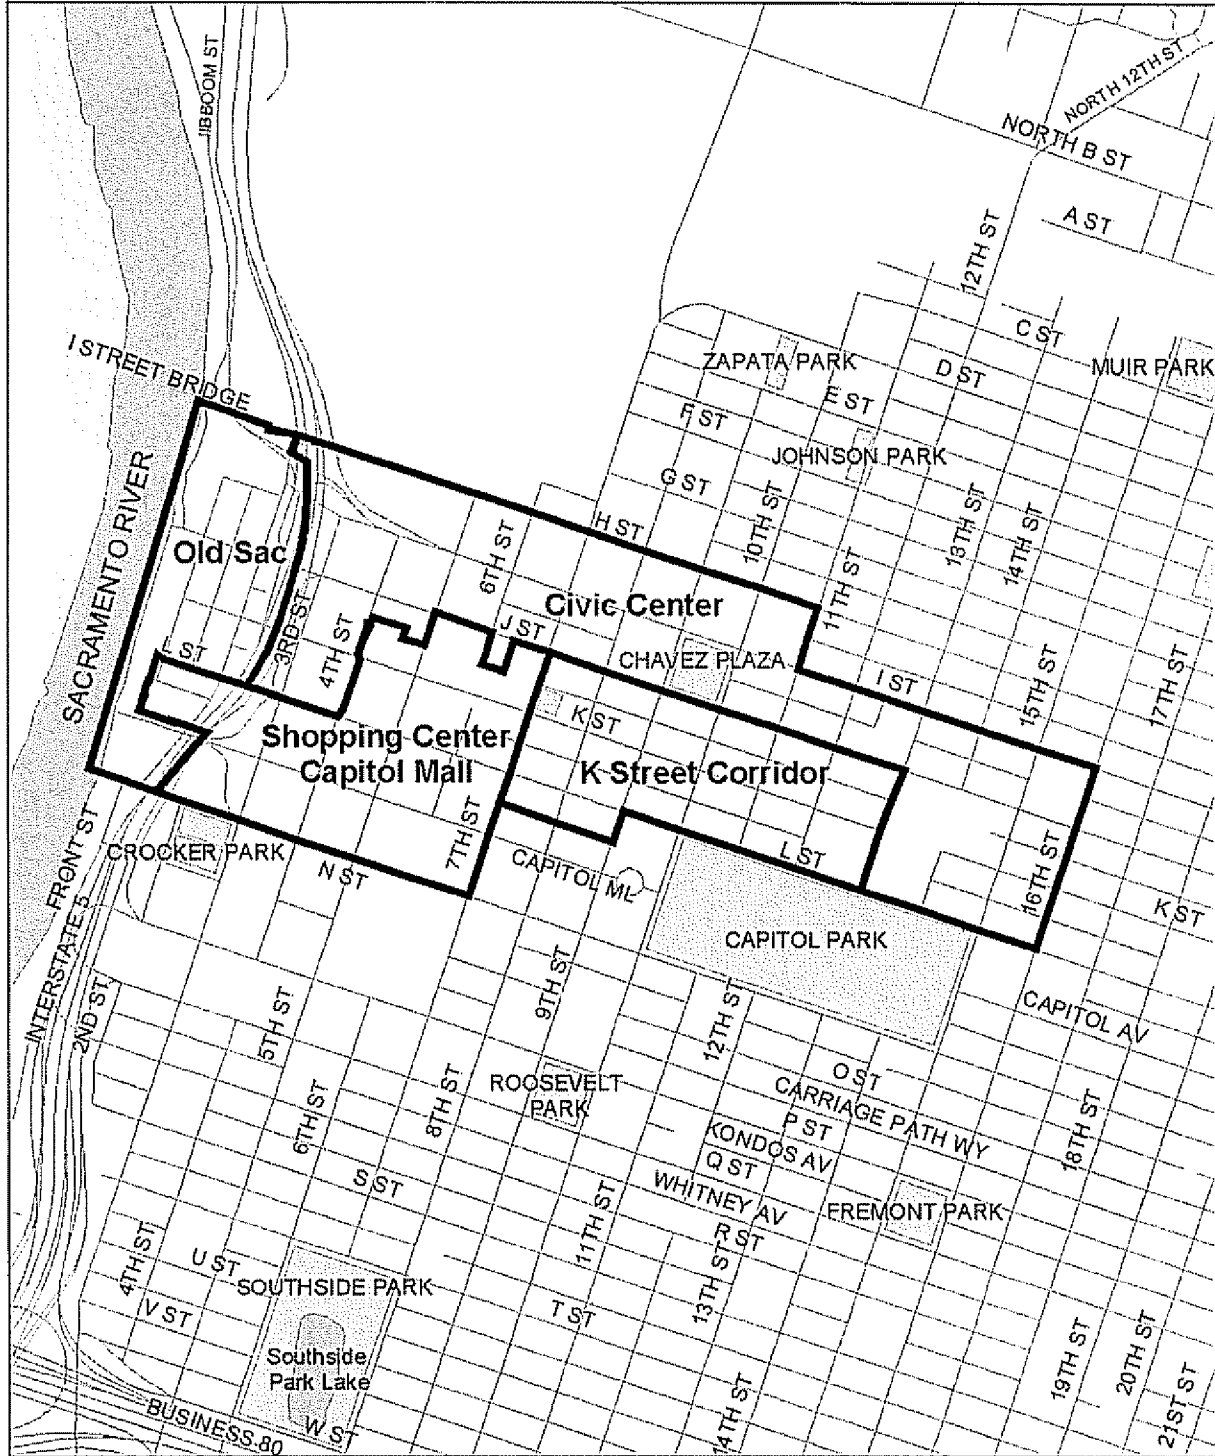 JIBBOOM ST
NORTH 12TH ST
NORTH B ST
A ST
12TH ST
C ST
I STREET BRIDGE
ZAPATA PARK
D ST
MUIR PARK
E ST
F ST
JOHNSON PARK
G ST
10TH ST
13TH ST
14TH ST
SACRAMENTO RIVER
H ST
6TH ST
Old Sac
Civic Center
11TH ST
J ST
3RD ST
4TH ST
L ST
CHAVEZ PLAZA
I ST
15TH ST
17TH ST
K ST
Shopping Center
Capitol Mall
K Street Corridor
7TH ST
FRONT ST
CROCKER PARK
N ST
CAPITOL ML
L ST
16TH ST
K ST
CAPITOL PARK
INTERSTATE 5
2ND ST
9TH ST
CAPITOL AV
5TH ST
12TH ST
ROOSEVELT
PARK
O ST
CARRIAGE PATH WY
6TH ST
8TH ST
P ST
KONDOS AV
18TH ST
Q ST
S ST
WHITNEY AV
FREMONT PARK
11TH ST
R ST
4TH ST
U ST
SOUTHSIDE PARK
13TH ST
V ST
T ST
Southside
Park Lake
19TH ST
20TH ST
21ST ST
BUSINESS 80
W ST
14TH ST